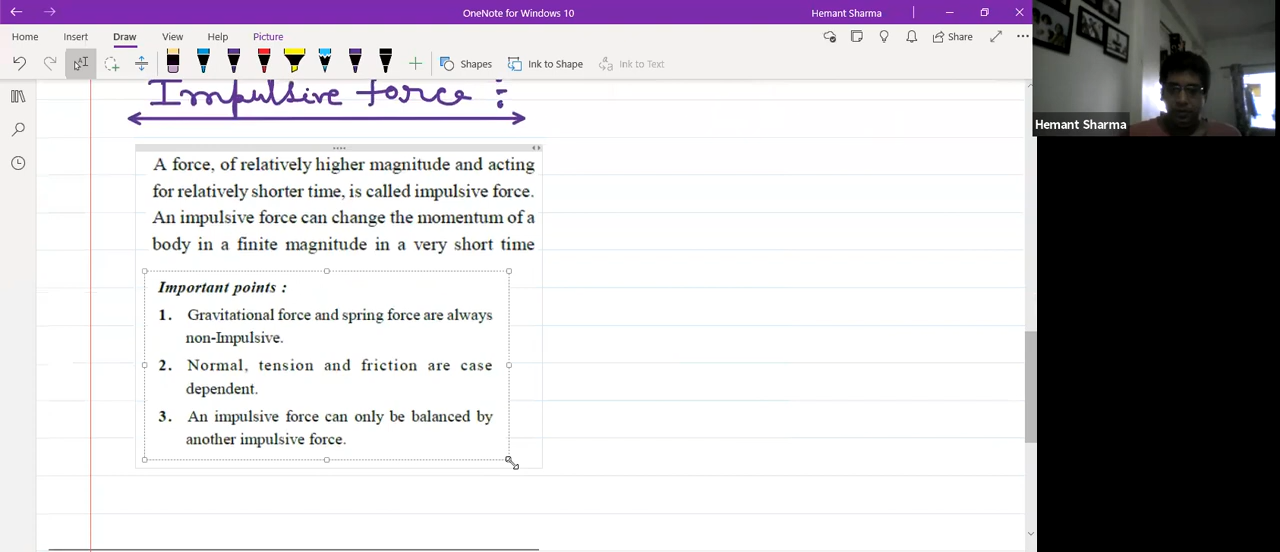 OneNote for Windows 10
Hemant Sharma
Home Insert Draw View Help Picture
Share
Shapes
Ink to Shape
Ink to Text
Impulsive force :
A force, of relatively higher magnitude and acting
for relatively shorter time, is called impulsive force.
An impulsive force can change the momentum of a
body in a finite magnitude in a very short time
Important points :
1. Gravitational force and spring force are always
non-Impulsive.
2. Normal, tension and friction are case
dependent.
3. An impulsive force can only be balanced by
another impulsive force.
Hemant Sharma